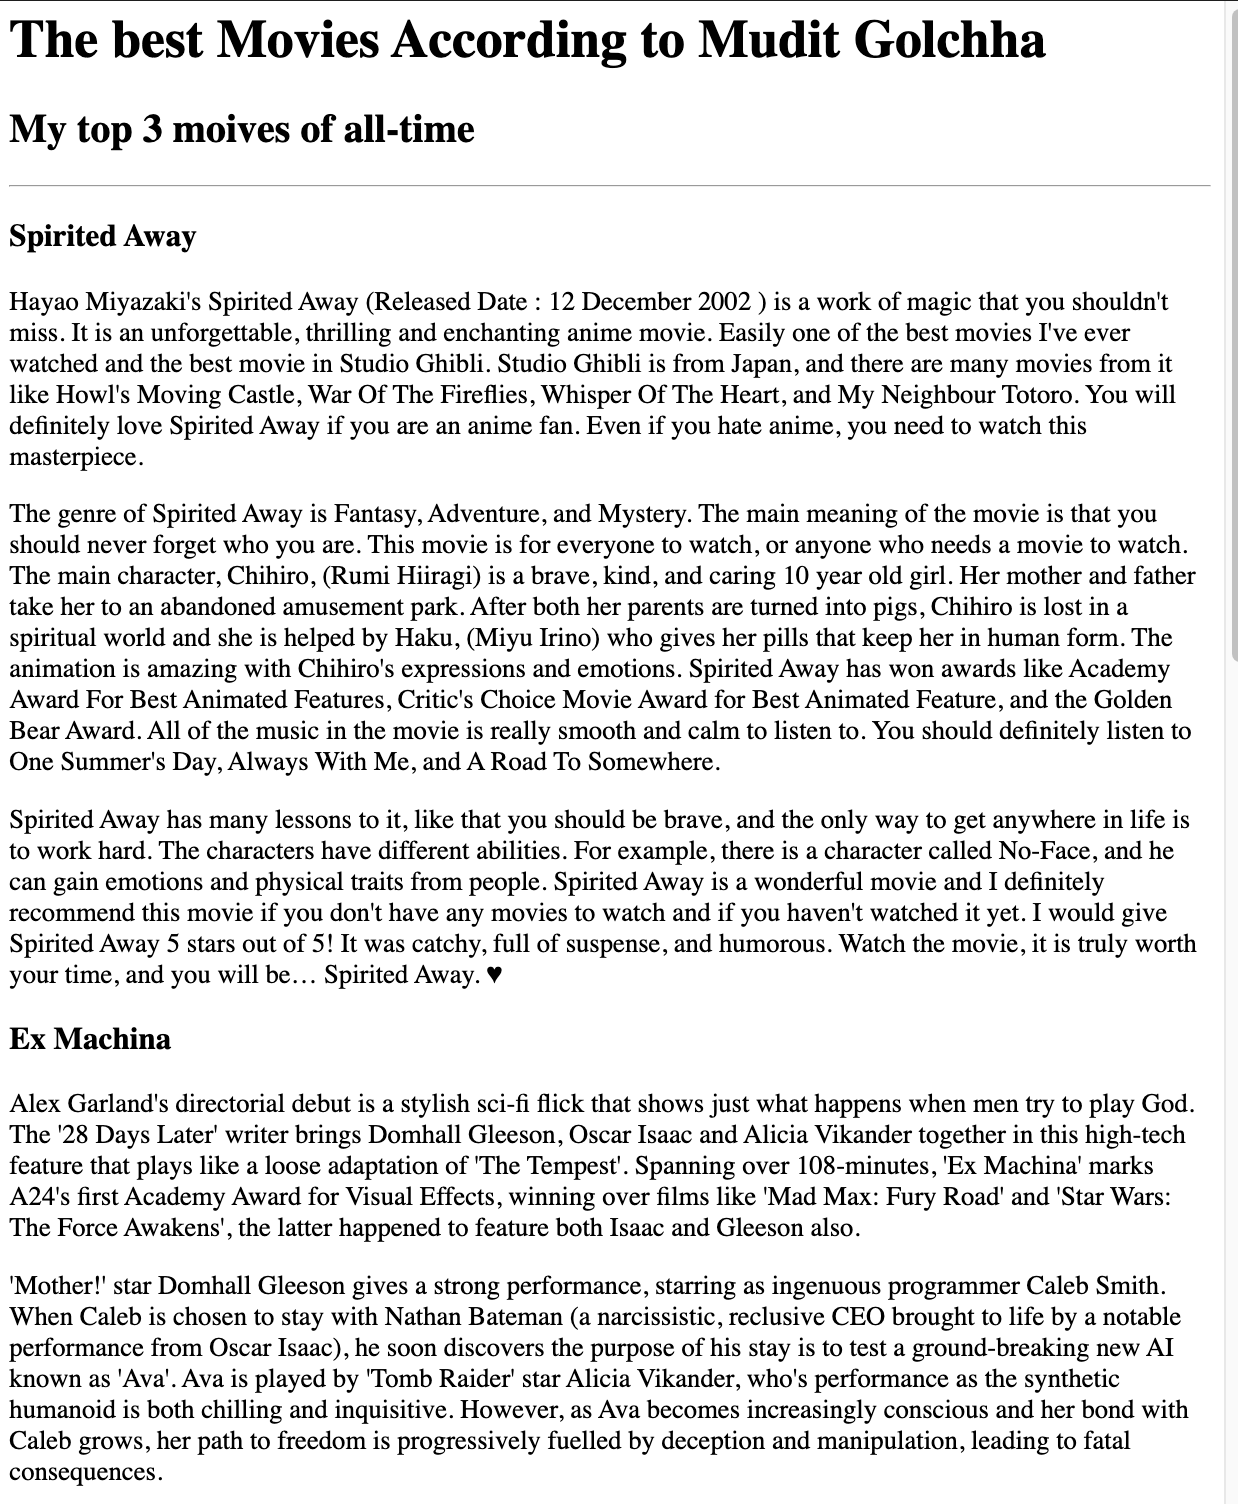 The best Movies According to Mudit Golchha
My top 3 moives of all-time
Spirited Away
Hayao Miyazaki's Spirited Away (Released Date : 12 December 2002 ) is a work of magic that you shouldn't
miss. It is an unforgettable, thrilling and enchanting anime movie. Easily one of the best movies I've ever
watched and the best movie in Studio Ghibli. Studio Ghibli is from Japan, and there are many movies from it
like Howl's Moving Castle, War Of The Fireflies, Whisper Of The Heart, and My Neighbour Totoro. You will
definitely love Spirited Away if you are an anime fan. Even if you hate anime, you need to watch this
masterpiece.
The genre of Spirited Away is Fantasy, Adventure, and Mystery. The main meaning of the movie is that you
should never forget who you are. This movie is for everyone to watch, or anyone who needs a movie to watch.
The main character, Chihiro, (Rumi Hiiragi) is a brave, kind, and caring 10 year old girl. Her mother and father
take her to an abandoned amusement park. After both her parents are turned into pigs, Chihiro is lost in a
spiritual world and she is helped by Haku, (Miyu Irino) who gives her pills that keep her in human form. The
animation is amazing with Chihiro's expressions and emotions. Spirited Away has won awards like Academy
Award For Best Animated Features, Critic's Choice Movie Award for Best Animated Feature, and the Golden
Bear Award. All of the music in the movie is really smooth and calm to listen to. You should definitely listen to
One Summer's Day, Always With Me, and A Road To Somewhere.
Spirited Away has many lessons to it, like that you should be brave, and the only way to get anywhere in life is
to work hard. The characters have different abilities. For example, there is a character called No-Face, and he
can gain emotions and physical traits from people. Spirited Away is a wonderful movie and I definitely
recommend this movie if you don't have any movies to watch and if you haven't watched it yet. I would give
Spirited Away 5 stars out of 5! It was catchy, full of suspense, and humorous. Watch the movie, it is truly worth
your time, and you will be… Spirited Away. ♥
Ex Machina
Alex Garland's directorial debut is a stylish sci-fi flick that shows just what happens when men try to play God.
The '28 Days Later' writer brings Domhall Gleeson, Oscar Isaac and Alicia Vikander together in this high-tech
feature that plays like a loose adaptation of 'The Tempest'. Spanning over 108-minutes, 'Ex Machina' marks
A24's first Academy Award for Visual Effects, winning over films like 'Mad Max: Fury Road' and 'Star Wars:
The Force Awakens', the latter happened to feature both Isaac and Gleeson also.
'Mother!' star Domhall Gleeson gives a strong performance, starring as ingenuous programmer Caleb Smith.
When Caleb is chosen to stay with Nathan Bateman (a narcissistic, reclusive CEO brought to life by a notable
performance from Oscar Isaac), he soon discovers the purpose of his stay is to test a ground-breaking new AI
known as 'Ava'. Ava is played by 'Tomb Raider' star Alicia Vikander, who's performance as the synthetic
humanoid is both chilling and inquisitive. However, as Ava becomes increasingly conscious and her bond with
Caleb grows, her path to freedom is progressively fuelled by deception and manipulation, leading to fatal
consequences.